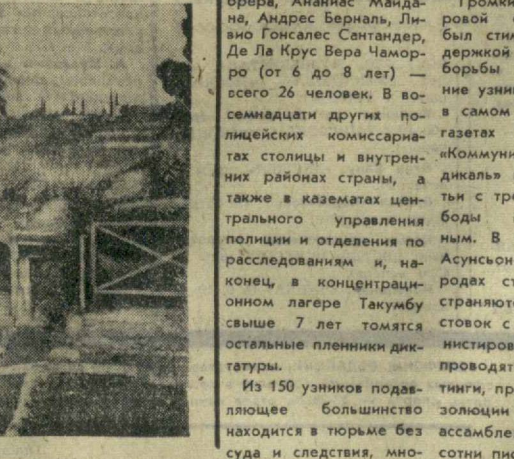 брера, Ананиас Майда-
на, Андрес Берналь, Ли-
вио Гонсалес Сантандер,
Де Ла Крус Вера Чамор-
ро (от 6 до 8 лет) —
всего 26 человек. В во-
семнадцати других по-
лицейских комиссариа-
тах столицы и внутрен-
них районах страны, а
также в казематах цен-
трального управления
полиции и отделения по
расследованиям и, на-
конец, в концентраци-
онном лагере Такумбу
свыше 7 лет томятся
остальные пленники дик-
татуры.
Из 150 узников подав-
ляющее большинство
находится в тюрьме без
суда и следствия, мно-
Громки
ровой
был стим
держкой
борьбы
ние узни
в самом
газетах
«Коммуни
дикаль»
тьи с тре
боды
ным. В
Асунсьон
родах ст
страняют
стовок с
нистиров
проводят
тинги, пр
золюции
ассамбле
сотни пис